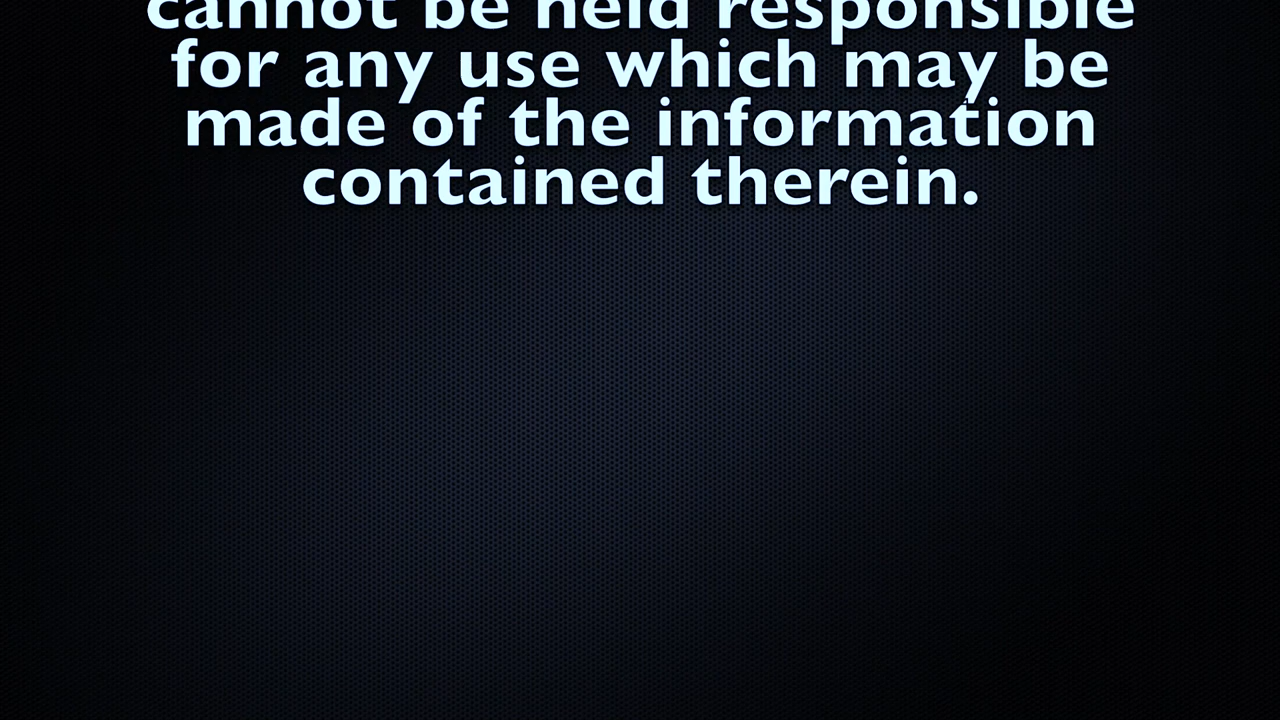 cannot be held responsible
for any use which may be
made of the information
contained therein.